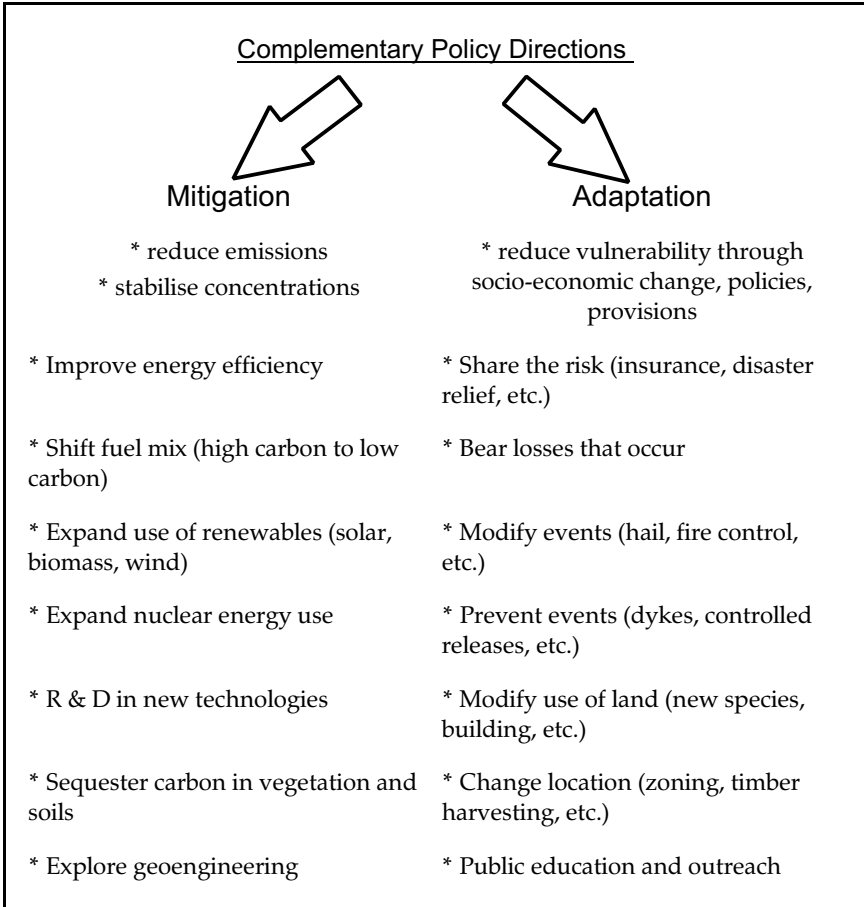 Complementary Policy Directions
Mitigation
* reduce emissions
* stabilise concentrations
* Improve energy efficiency
* Shift fuel mix (high carbon to low
carbon)
* Expand use of renewables (solar,
biomass, wind)
* Expand nuclear energy use
* R & D in new technologies
* Sequester carbon in vegetation and
soils
* Explore geoengineering
Adaptation
* reduce vulnerability through
socio-economic change, policies,
provisions
* Share the risk (insurance, disaster
relief, etc.)
* Bear losses that occur
* Modify events (hail, fire control,
etc.)
* Prevent events (dykes, controlled
releases, etc.)
* Modify use of land (new species,
building, etc.)
* Change location (zoning, timber
harvesting, etc.)
* Public education and outreach